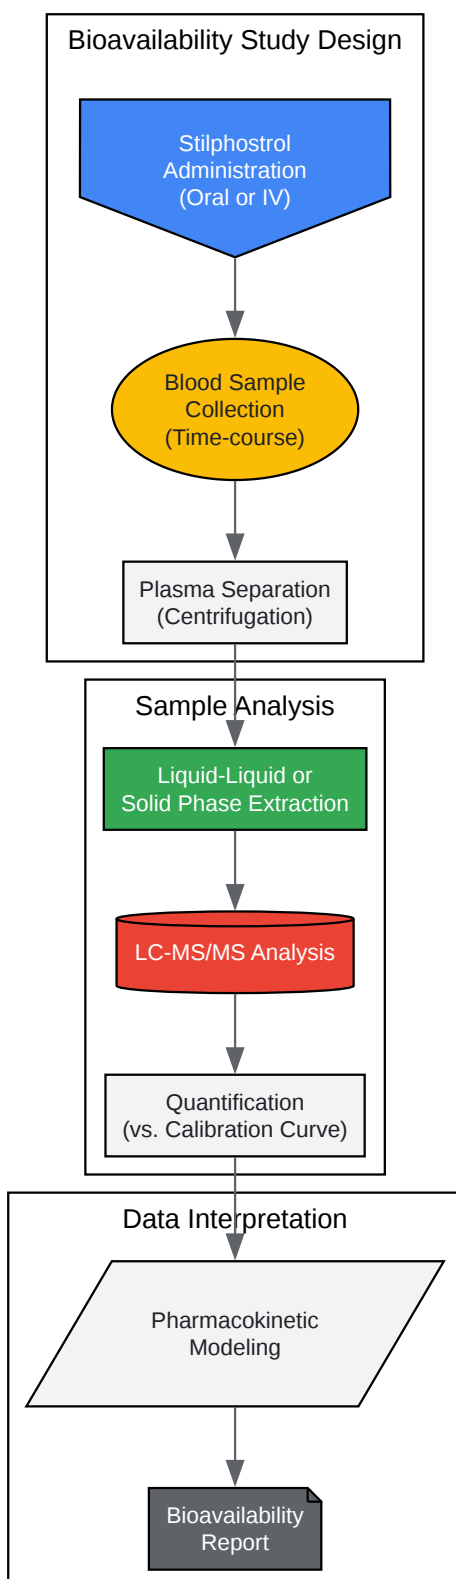 Bioavailability Study Design
Stilphostrol
Administration
(Oral or IV)
Blood Sample
Collection
(Time-course)
Plasma Separation
(Centrifugation)
Sample Analysis
Liquid-Liquid or
Solid Phase Extraction
LC-MS/MS Analysis
Quantification
(vs. Calibration Curve)
Data Interpretation
Pharmacokinetic
Modeling
Bioavailability
Report